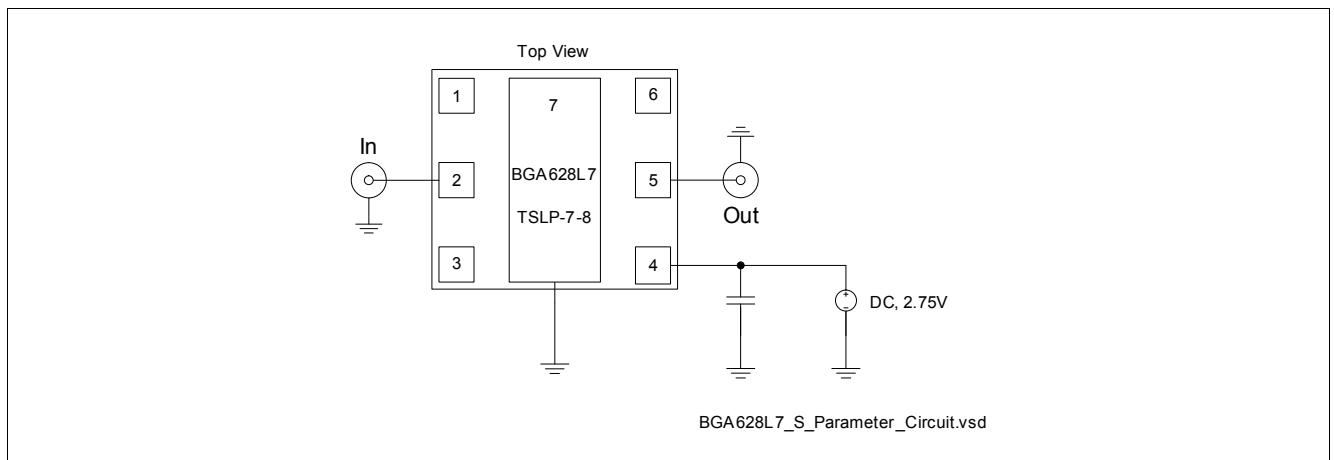 Top View
1
7
6
In
2
BGA628L7
5
TSLP-7-8
Out
3
4
+
-
DC, 2.75V
BGA628L7_S_Parameter_Circuit.vsd